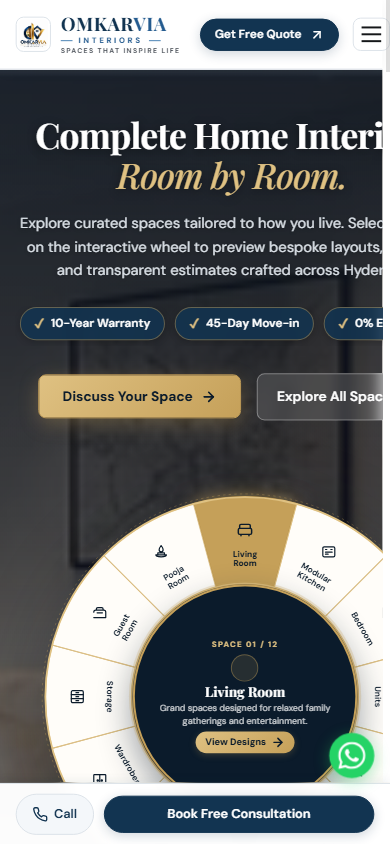 OMKARVIA
INTERIORS
SPACES THAT INSPIRE LIFE
Get Free Quote
Complete Home Interi
Room by Room.
Explore curated spaces tailored to how you live. Selec
on the interactive wheel to preview bespoke layouts,
and transparent estimates crafted across Hyder
✓ 10-Year Warranty
✓ 45-Day Move-in
✓ 0% E
Discuss Your Space →
Explore All Spac
Living
Room
Modular
Kitchen
Bedroom
Units
Pooja
Room
Guest
Room
Storage
Wardrobe
SPACE 01 / 12
Living Room
Grand spaces designed for relaxed family
gatherings and entertainment.
View Designs →
Call
Book Free Consultation